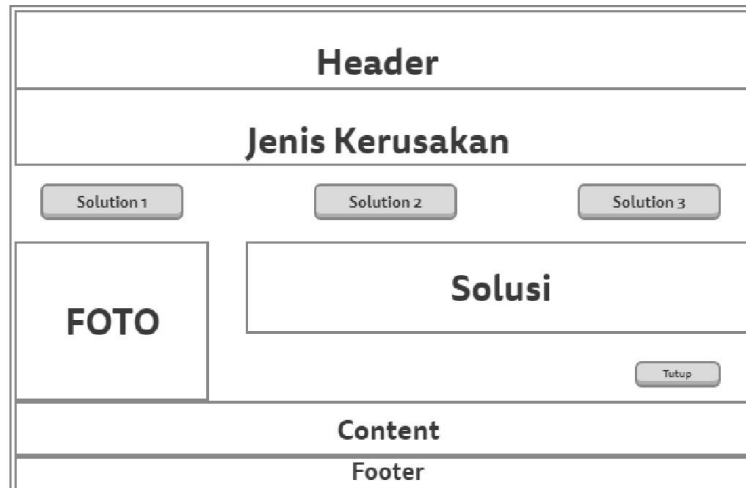 Header
Jenis Kerusakan
Solution 1
Solution 2
Solution 3
FOTO
Solusi
Tutup
Content
Footer